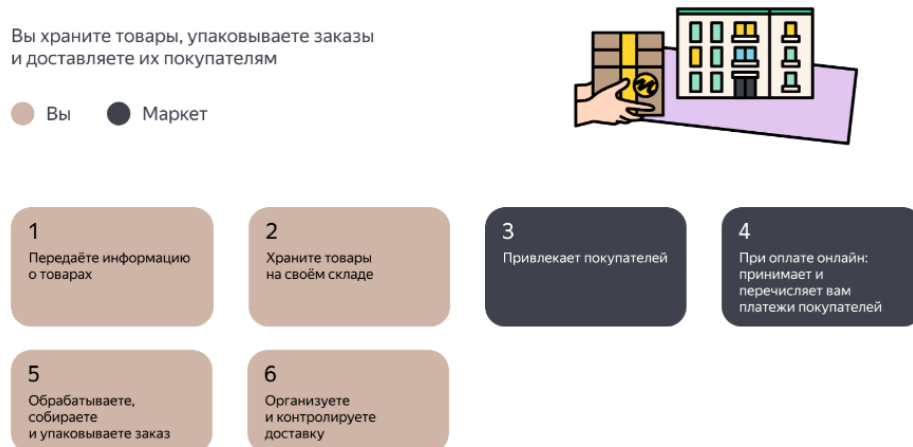 Вы храните товары, упаковываете заказы
и доставляете их покупателям
Вы
Маркет
1
Передаёте информацию
о товарах
2
Храните товары
на своём складе
3
Привлекает покупателей
4
При оплате онлайн:
принимает и
перечисляет вам
платежи покупателей
5
Обрабатываете,
собираете
и упаковываете заказ
6
Организуете
и контролируете
доставку